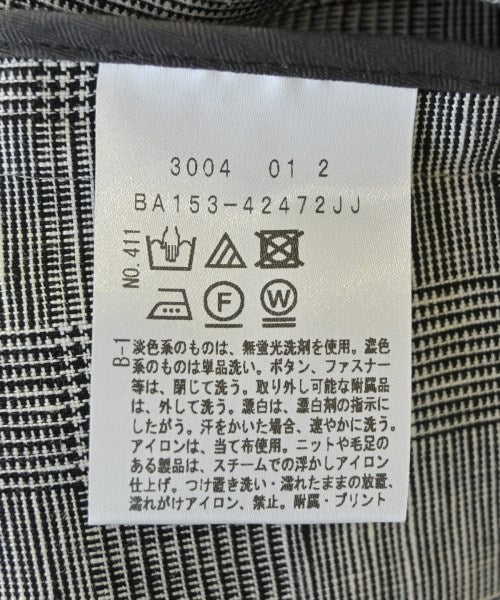 3004 01 2
BA153-42472JJ
NO.411
F W
B-1
淡色系のものは、無蛍光洗剤を使用。濃色
系のものは単品洗い。ボタン、ファスナー
等は、閉じて洗う。取り外し可能な附属品
は、外して洗う。漂白は、漂白剤の指示に
したがう。汗をかいた場合、速やかに洗う。
アイロンは、当て布使用。ニットや毛足の
ある製品は、スチームでの浮かしアイロン
仕上げ。つけ置き洗い・濡れたままの放置、
濡れがけアイロン、禁止。附属・プリント